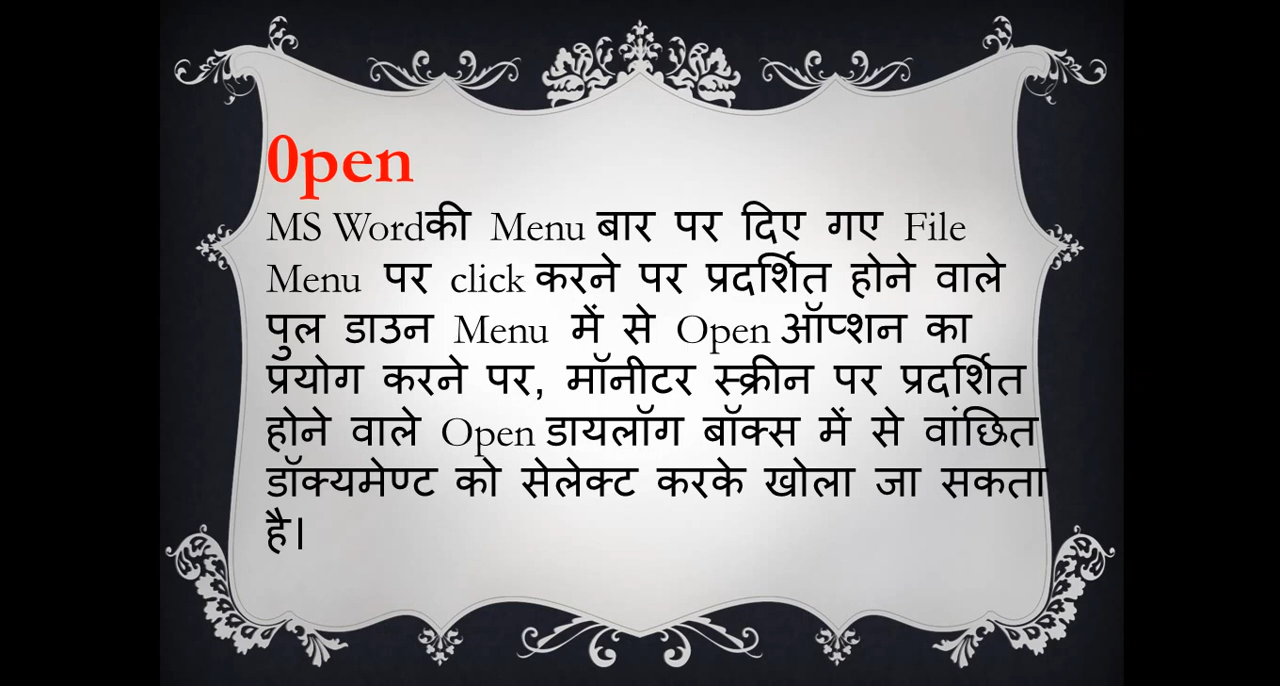 0pen
MS Wordकी Menu बार पर दिए गए File
Menu पर click करने पर प्रदर्शित होने वाले
पुल डाउन Menu में से Open ऑप्शन का
प्रयोग करने पर, मॉनीटर स्क्रीन पर प्रदर्शित
होने वाले Open डायलॉग बॉक्स में से वांछित
डॉक्यमेण्ट को सेलेक्ट करके खोला जा सकता
है।